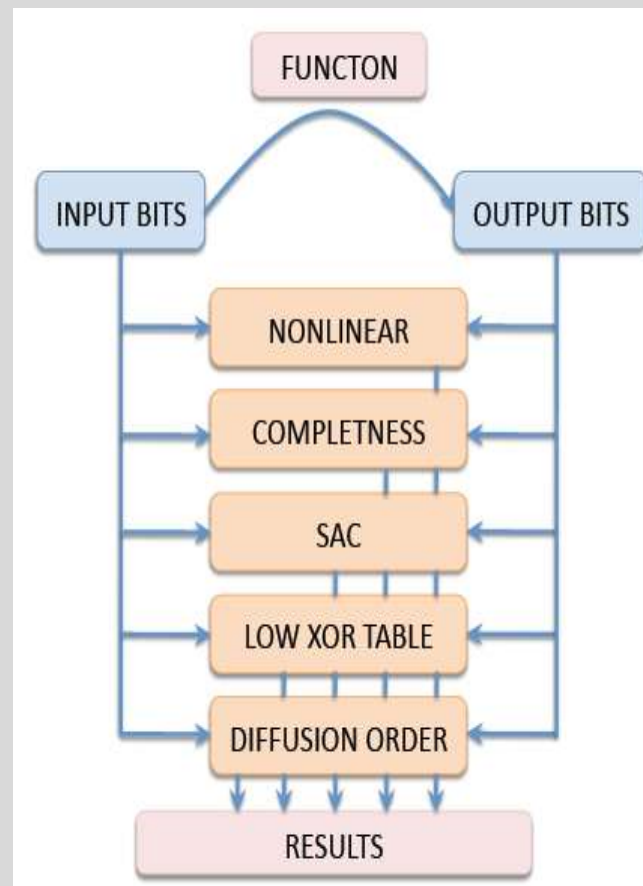 FUNCTON
INPUT BITS
OUTPUT BITS
NONLINEAR
COMPLETNESS
SAC
LOW XOR TABLE
DIFFUSION ORDER
RESULTS